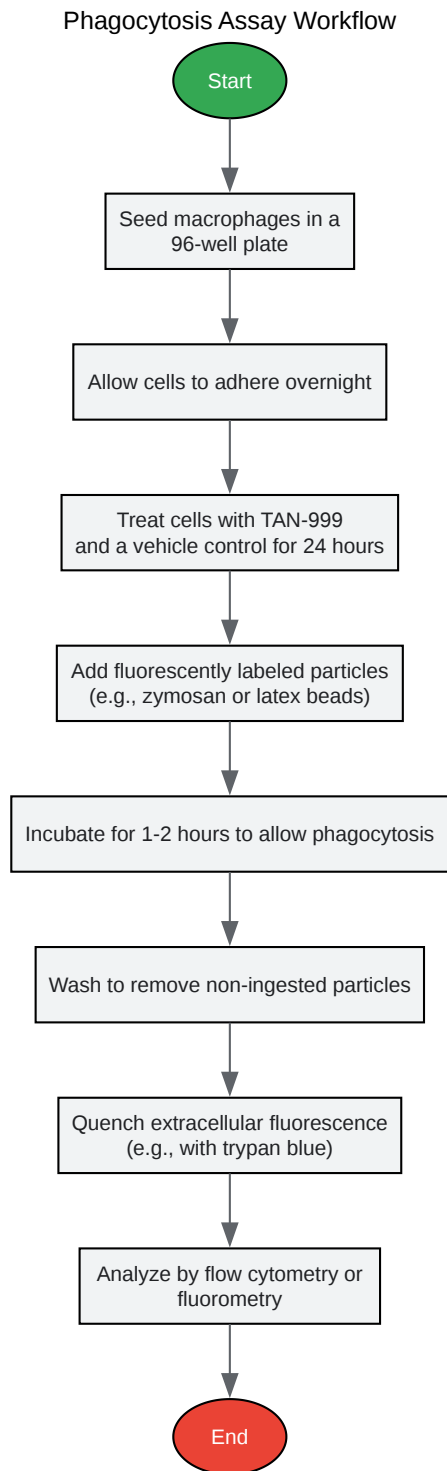 Phagocytosis Assay Workflow
Start
Seed macrophages in a
96-well plate
Allow cells to adhere overnight
Treat cells with TAN-999
and a vehicle control for 24 hours
Add fluorescently labeled particles
(e.g., zymosan or latex beads)
Incubate for 1-2 hours to allow phagocytosis
Wash to remove non-ingested particles
Quench extracellular fluorescence
(e.g., with trypan blue)
Analyze by flow cytometry or
fluorometry
End